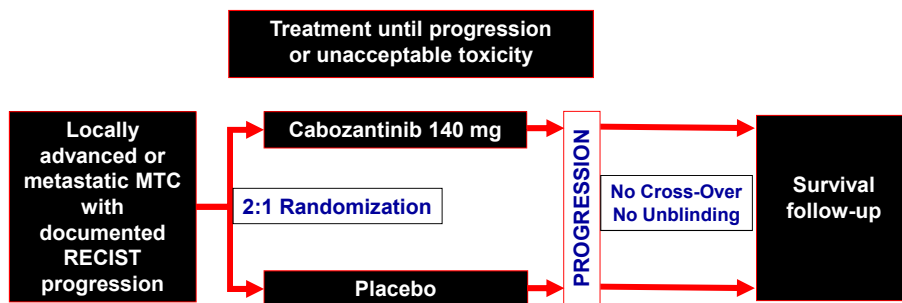 Treatment until progression
or unacceptable toxicity
Locally
advanced or
metastatic MTC
with
documented
RECIST
progression
2:1 Randomization
Cabozantinib 140 mg
Placebo
PROGRESSION
No Cross-Over
No Unblinding
Survival
follow-up